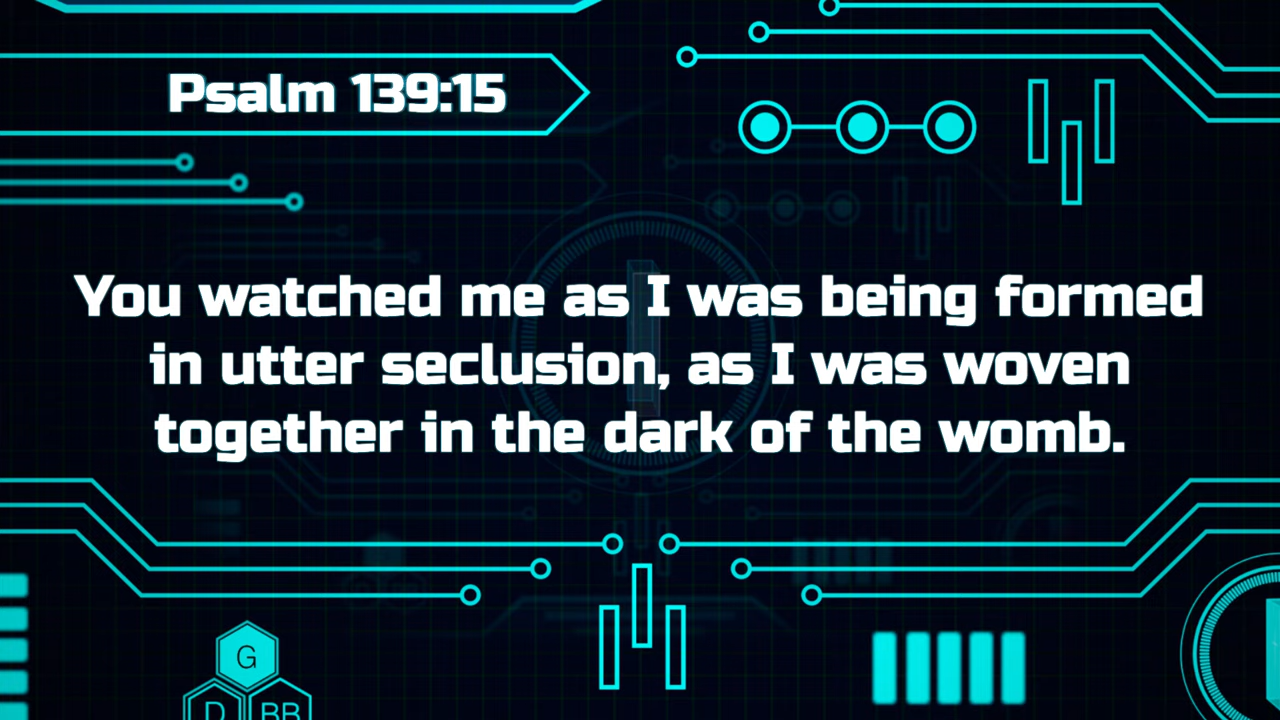 Psalm 139:15
You watched me as I was being formed
in utter seclusion, as I was woven
together in the dark of the womb.
G
D BB